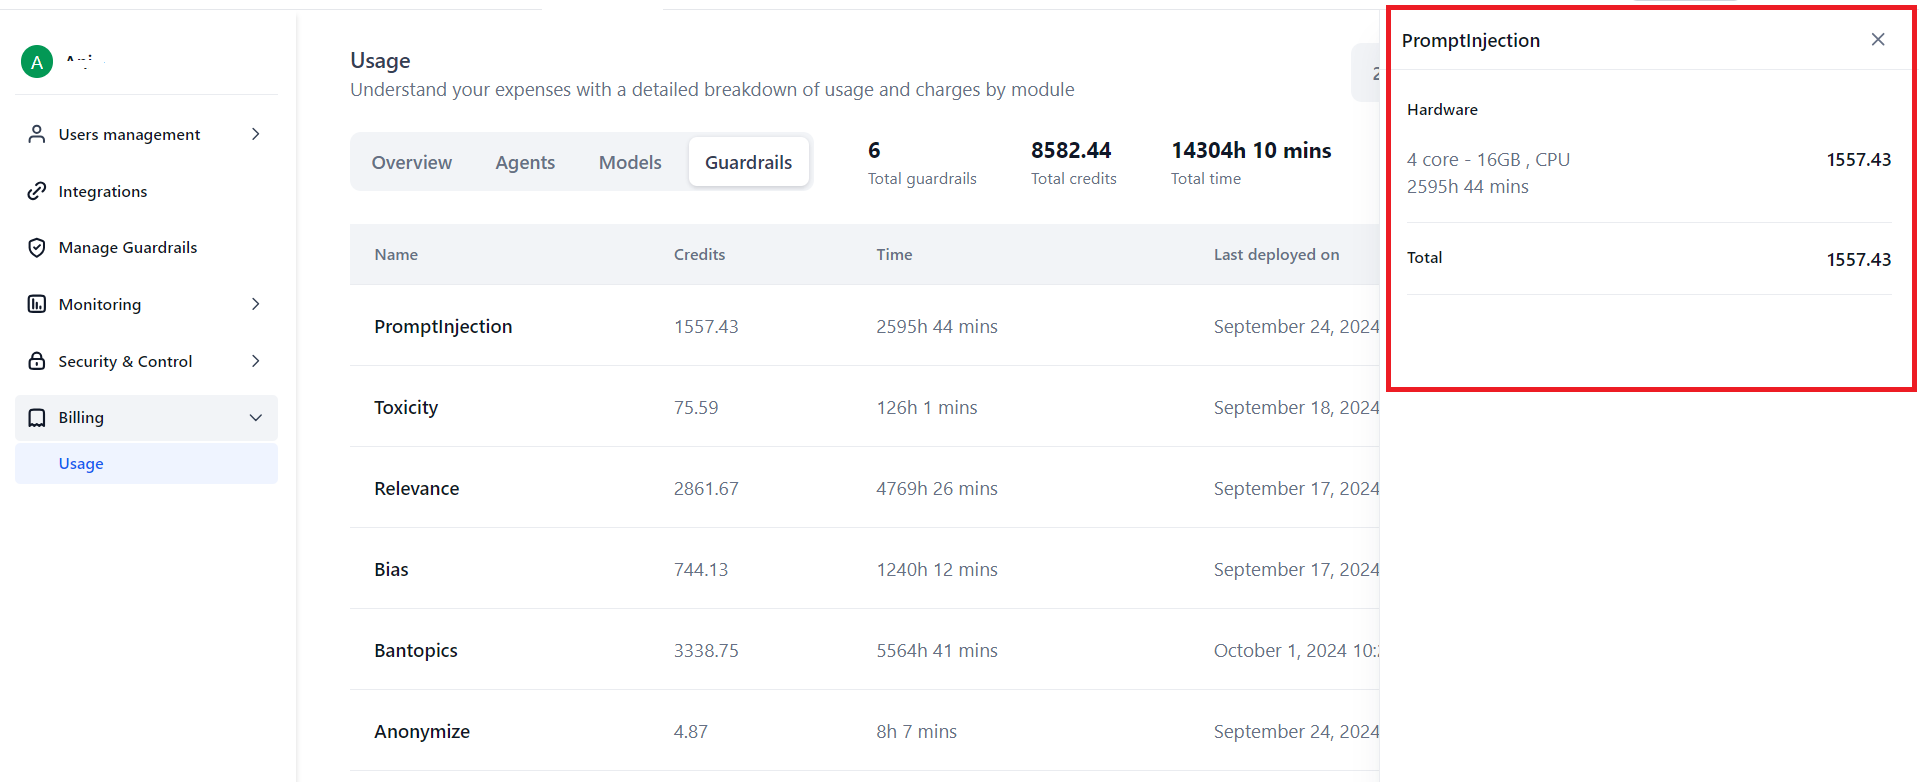 A
Users management
Integrations
Manage Guardrails
Monitoring
Security & Control
Billing
Usage
Usage
Understand your expenses with a detailed breakdown of usage and charges by module
Overview Agents Models Guardrails
6 8582.44 14304h 10 mins
Total guardrails Total credits Total time
Name Credits Time Last deployed on
PromptInjection 1557.43 2595h 44 mins September 24, 2024
Toxicity 75.59 126h 1 mins September 18, 2024
Relevance 2861.67 4769h 26 mins September 17, 2024
Bias 744.13 1240h 12 mins September 17, 2024
Bantopics 3338.75 5564h 41 mins October 1, 2024 10:
Anonymize 4.87 8h 7 mins September 24, 2024
PromptInjection
Hardware
4 core - 16GB , CPU 1557.43
2595h 44 mins
Total 1557.43